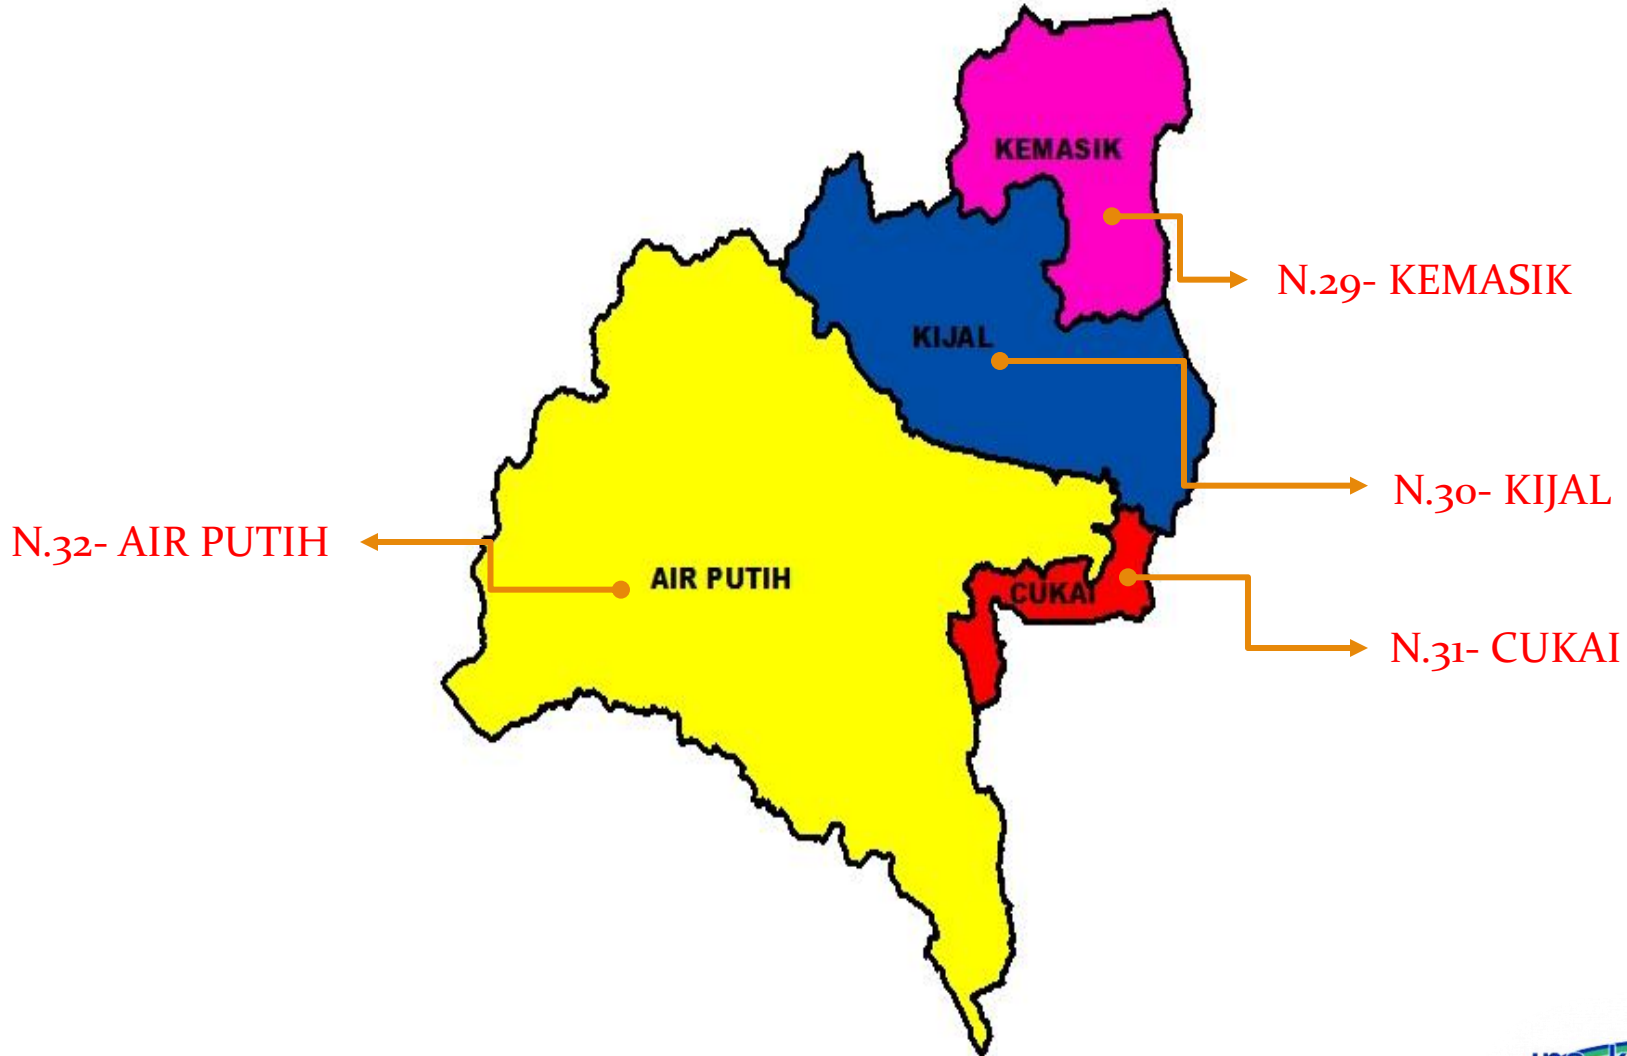 KEMASIK
N.29- KEMASIK
KIJAL
N.30- KIJAL
N.32- AIR PUTIH
AIR PUTIH
CUKAI
N.31- CUKAI